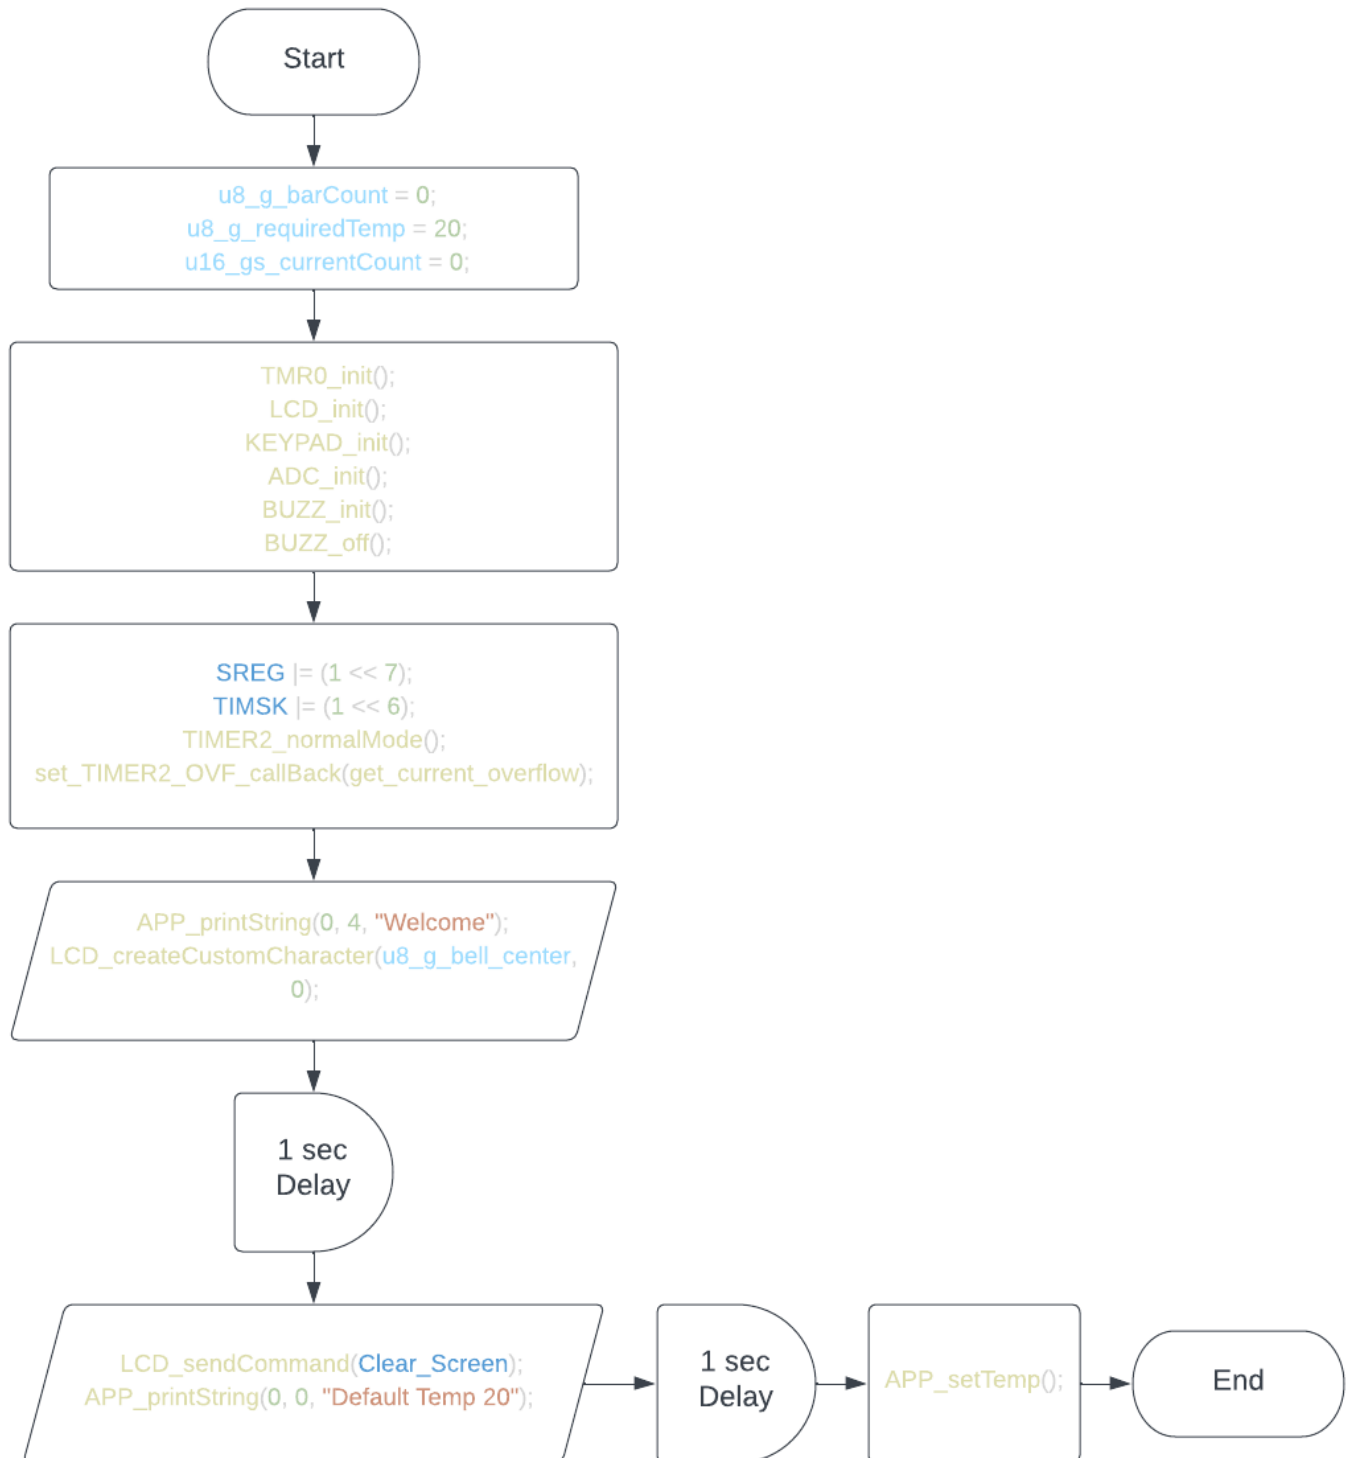 Start
u8_g_barCount = 0;
u8_g_requiredTemp = 20;
u16_gs_currentCount = 0;
TMR0_init();
LCD_init();
KEYPAD_init();
ADC_init();
BUZZ_init();
BUZZ_off();
SREG |= (1 << 7);
TIMSK |= (1 << 6);
TIMER2_normalMode();
set_TIMER2_OVF_callBack(get_current_overflow);
APP_printString(0, 4, "Welcome");
LCD_createCustomCharacter(u8_g_bell_center,
0);
1 sec
Delay
LCD_sendCommand(Clear_Screen);
APP_printString(0, 0, "Default Temp 20");
1 sec
Delay
APP_setTemp();
End